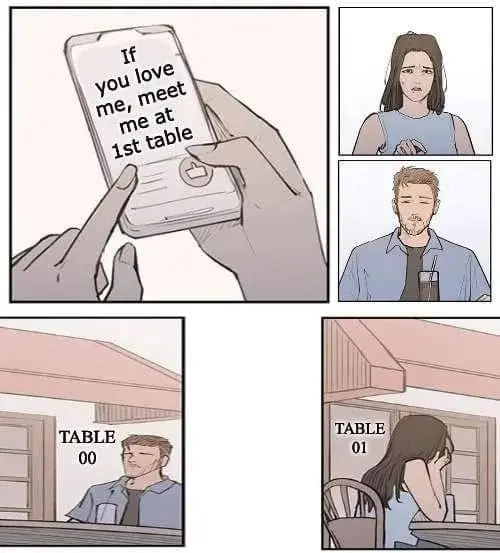 If
you love
me, meet
me at
1st table
TABLE
00
TABLE
01